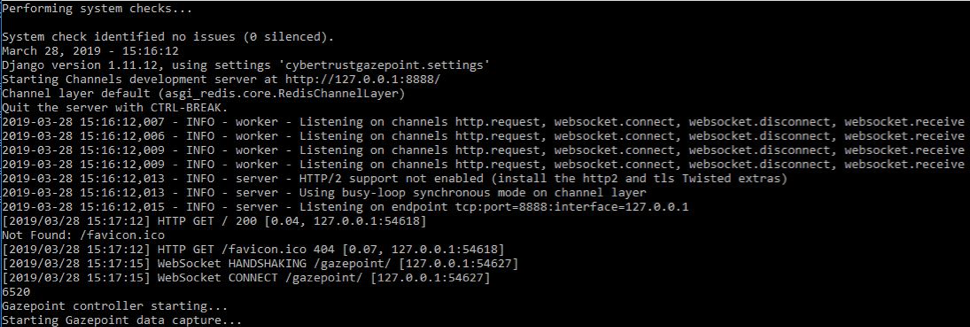 Performing system checks...
System check identified no issues (0 silenced).
March 28, 2019 - 15:16:12
Django version 1.11.12, using settings 'cybertrustgazepoint.settings'
Starting Channels development server at http://127.0.0.1:8888/
Channel layer default (asgi_redis.core.RedisChannelLayer)
Quit the server with CTRL-BREAK.
2019-03-28 15:16:12,007 - INFO - worker - Listening on channels http.request, websocket.connect, websocket.disconnect, websocket.receive
2019-03-28 15:16:12,006 - INFO - worker - Listening on channels http.request, websocket.connect, websocket.disconnect, websocket.receive
2019-03-28 15:16:12,009 - INFO - worker - Listening on channels http.request, websocket.connect, websocket.disconnect, websocket.receive
2019-03-28 15:16:12,009 - INFO - worker - Listening on channels http.request, websocket.connect, websocket.disconnect, websocket.receive
2019-03-28 15:16:12,013 - INFO - server - HTTP/2 support not enabled (install the http2 and tls Twisted extras)
2019-03-28 15:16:12,013 - INFO - server - Using busy-loop synchronous mode on channel layer
2019-03-28 15:16:12,015 - INFO - server - Listening on endpoint tcp:port=8888:interface=127.0.0.1
[2019/03/28 15:17:12] HTTP GET / 200 [0.04, 127.0.0.1:54618]
Not Found: /favicon.ico
[2019/03/28 15:17:12] HTTP GET /favicon.ico 404 [0.07, 127.0.0.1:54618]
[2019/03/28 15:17:15] WebSocket HANDSHAKING /gazepoint/ [127.0.0.1:54627]
[2019/03/28 15:17:15] WebSocket CONNECT /gazepoint/ [127.0.0.1:54627]
6520
Gazepoint controller starting...
Starting Gazepoint data capture...